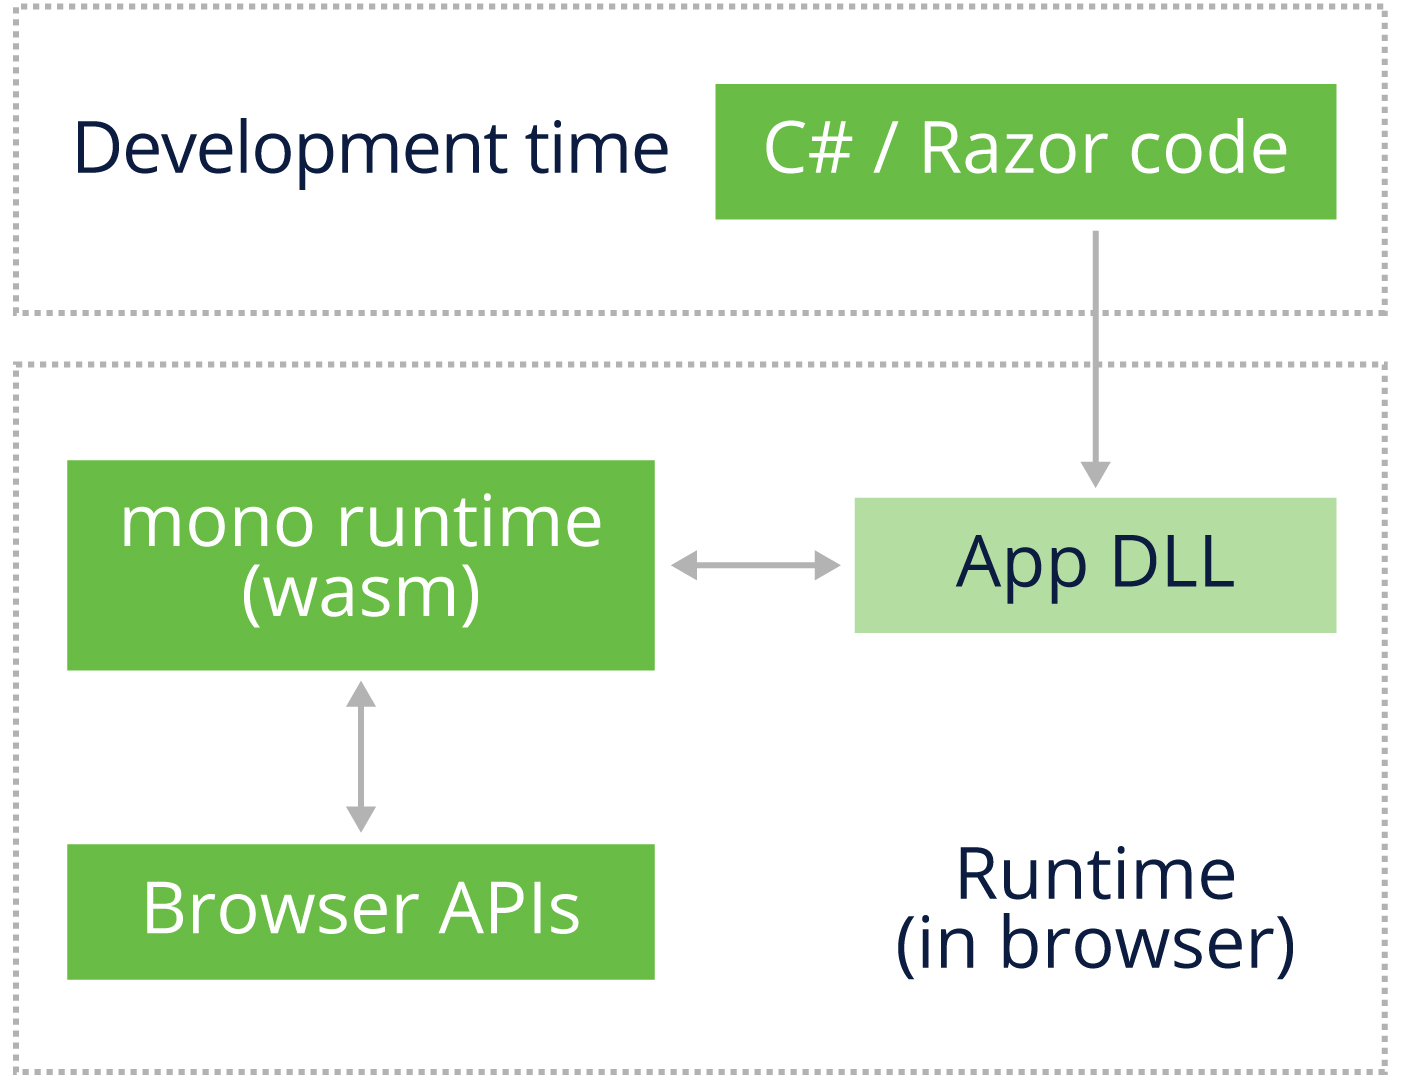 Development time
C# / Razor code
mono runtime
(wasm)
App DLL
Browser APIs
Runtime
(in browser)